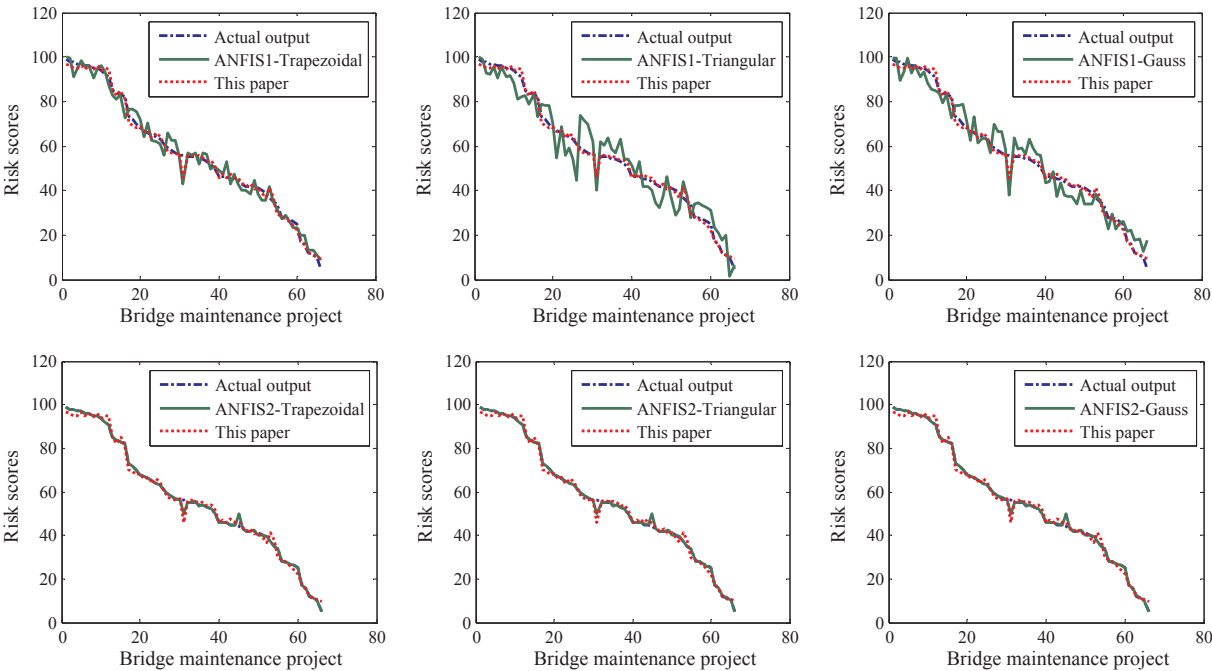 120
100
80
60
40
20
0
Risk scores
Actual output
ANFIS1-Trapezoidal
This paper
0 20 40 60 80
Bridge maintenance project
120
100
80
60
40
20
0
Risk scores
Actual output
ANFIS1-Triangular
This paper
0 20 40 60 80
Bridge maintenance project
120
100
80
60
40
20
0
Risk scores
Actual output
ANFIS1-Gauss
This paper
0 20 40 60 80
Bridge maintenance project
120
100
80
60
40
20
0
Risk scores
Actual output
ANFIS2-Trapezoidal
This paper
0 20 40 60 80
Bridge maintenance project
120
100
80
60
40
20
0
Risk scores
Actual output
ANFIS2-Triangular
This paper
0 20 40 60 80
Bridge maintenance project
120
100
80
60
40
20
0
Risk scores
Actual output
ANFIS2-Gauss
This paper
0 20 40 60 80
Bridge maintenance project